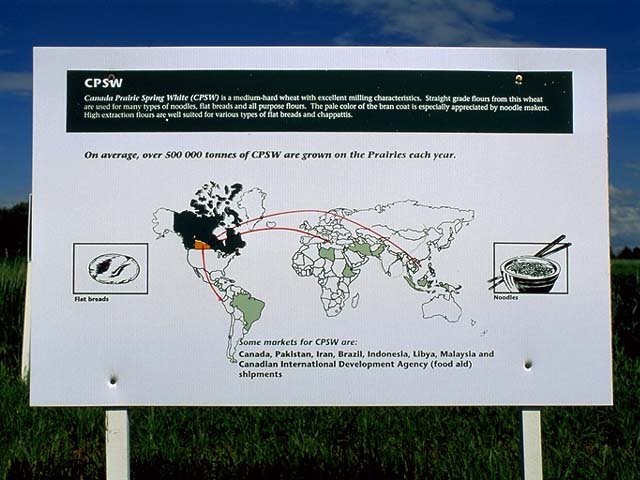 CPSW
Canada Prairie Spring White (CPSW) is a medium-hard wheat with excellent milling characteristics. Straight grade flours from this wheat
are used for many types of noodles, flat breads and all purpose flours. The pale color of the bran coat is especially appreciated by noodle makers.
High extraction flours are well suited for various types of flat breads and chappattis.
On average, over 500 000 tonnes of CPSW are grown on the Prairies each year.
Flat breads
Noodles
Some markets for CPSW are:
Canada, Pakistan, Iran, Brazil, Indonesia, Libya, Malaysia and
Canadian International Development Agency (food aid)
shipments